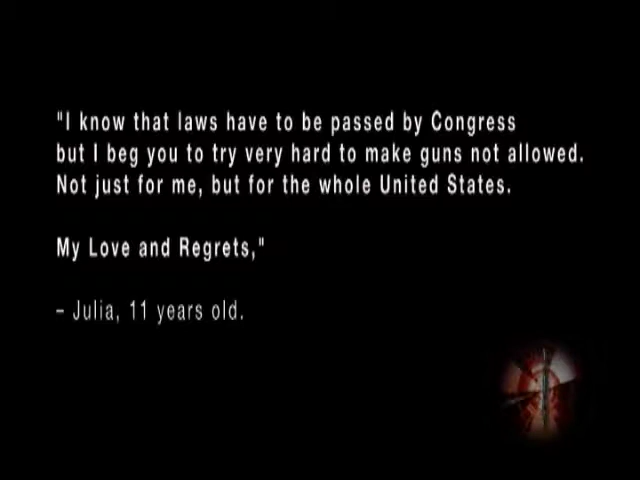 "I know that laws have to be passed by Congress
but I beg you to try very hard to make guns not allowed.
Not just for me, but for the whole United States.
My Love and Regrets,"
– Julia, 11 years old.